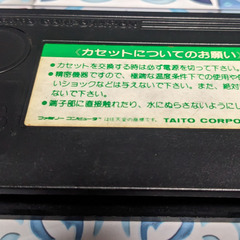 《カセットについてのお願い
●カセットを交換する時は必ず電源を切って下さい。
●精密機器ですので、極端な温度条件下での使用や保
いショックなどは与えないで下さい。また、絶対
ないで下さい。
●端子部に直接触れたり、水にぬらさないように
ファミリー コンピュータ は任天堂の商標です。 TAITO CORPO